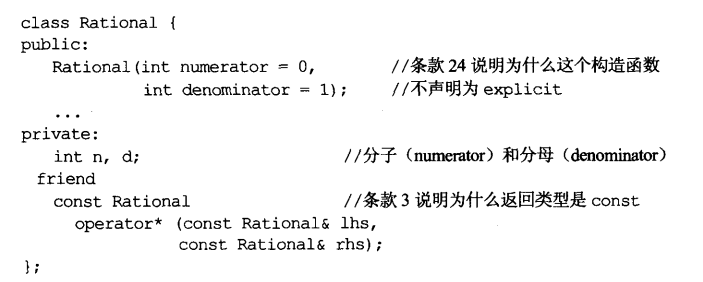 class Rational {
public:
Rational(int numerator = 0, //条款 24 说明为什么这个构造函数
int denominator = 1); //不声明为 explicit
...
private:
int n, d; //分子（numerator）和分母（denominator）
friend
const Rational //条款 3 说明为什么返回类型是 const
operator* (const Rational& lhs,
const Rational& rhs);
};